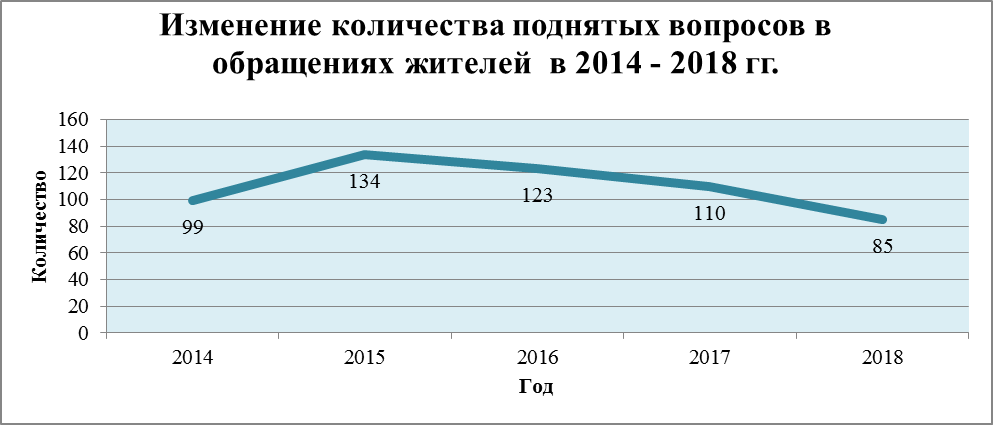 Изменение количества поднятых вопросов в
обращениях жителей  в 2014 - 2018 гг.
Количество
160
140
120
100
80
60
40
20
0
99
134
123
110
85
2014 2015 2016 2017 2018
Год